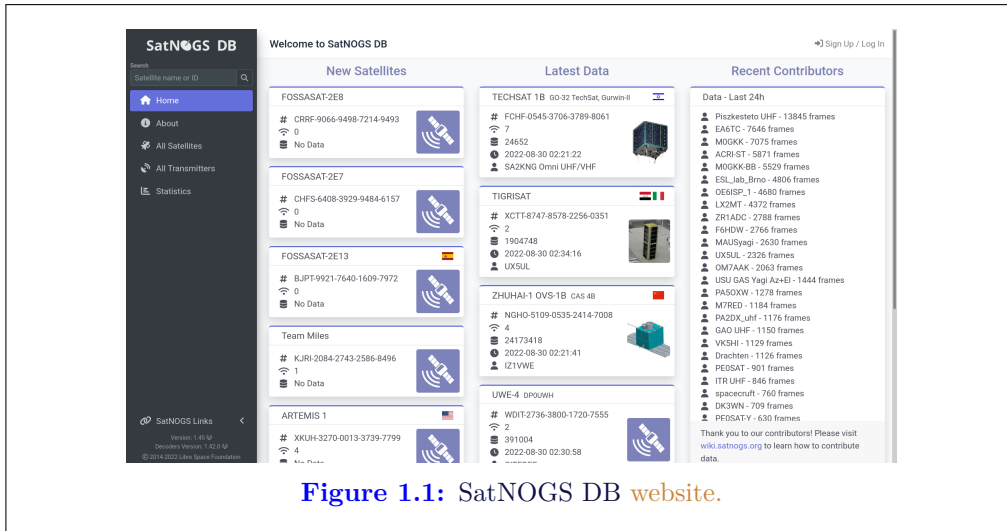 SatNOGS DB
Search
Satellite name or ID
Home
About
All Satellites
All Transmitters
Statistics
SatNOGS Links
Version: 1.45
Decoders Version: 1.42.0
© 2014-2022 Libre Space Foundation
Welcome to SatNOGS DB
Sign Up / Log In
New Satellites
FOSSASAT-2E8
# CRRF-9066-9498-7214-9493
0
No Data
FOSSASAT-2E7
# CHFS-6408-3929-9484-6157
0
No Data
FOSSASAT-2E13
# BJPT-9921-7640-1609-7972
0
No Data
Team Miles
# KJRI-2084-2743-2586-8496
1
No Data
ARTEMIS 1
# XKUH-3270-0013-3739-7799
4
Latest Data
TECHSAT 1B GO-32 TechSat, Gurwin-II
# FCHF-0545-3706-3789-8061
7
24652
2022-08-30 02:21:22
SA2KNG Omni UHF/VHF
TIGRISAT
# XCTT-8747-8578-2256-0351
2
1904748
2022-08-30 02:34:16
UX5UL
ZHUHAI-1 OVS-1B CAS 4B
# NGHO-5109-0535-2414-7008
4
24173418
2022-08-30 02:21:41
IZ1VWE
UWE-4 DP0UWH
# WDIT-2736-3800-1720-7555
2
391004
2022-08-30 02:30:58
Recent Contributors
Data - Last 24h
Piszkesteto UHF - 13845 frames
EA6TC - 7646 frames
M0GKK - 7075 frames
ACRI-ST - 5871 frames
M0GKK-BB - 5529 frames
ESL_lab_Brno - 4806 frames
OE6ISP_1 - 4680 frames
LX2MT - 4372 frames
ZR1ADC - 2788 frames
F6HDW - 2766 frames
MAUSyagi - 2630 frames
UX5UL - 2326 frames
OM7AAK - 2063 frames
USU GAS Yagi Az+El - 1444 frames
PA5OXW - 1278 frames
M7RED - 1184 frames
PA2DX_uhf - 1176 frames
GAO UHF - 1150 frames
VK5HI - 1129 frames
Drachten - 1126 frames
PE0SAT - 901 frames
ITR UHF - 846 frames
spacecruft - 760 frames
DK3WN - 709 frames
PE0SAT-Y - 630 frames
Thank you to our contributors! Please visit
wiki.satnogs.org to learn how to contribute
data.
Figure 1.1: SatNOGS DB website.